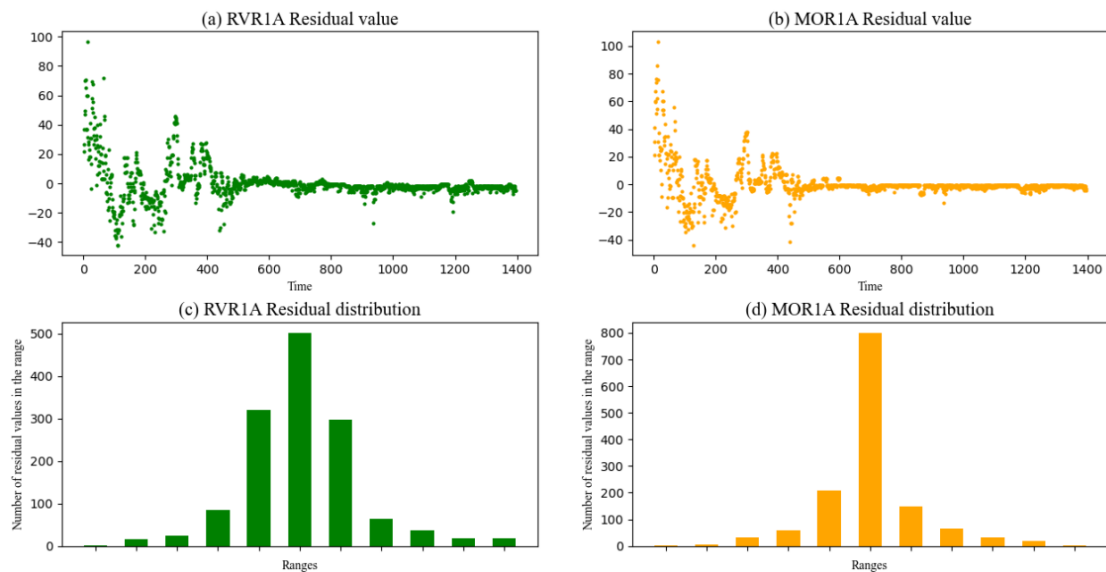 (a) RVR1A Residual value
100
80
60
40
20
0
−20
−40
0 200 400 600 800 1000 1200 1400
Time
(b) MOR1A Residual value
100
80
60
40
20
0
−20
−40
0 200 400 600 800 1000 1200 1400
Time
(c) RVR1A Residual distribution
Number of residual values in the range
500
400
300
200
100
0
Ranges
(d) MOR1A Residual distribution
Number of residual values in the range
800
700
600
500
400
300
200
100
0
Ranges